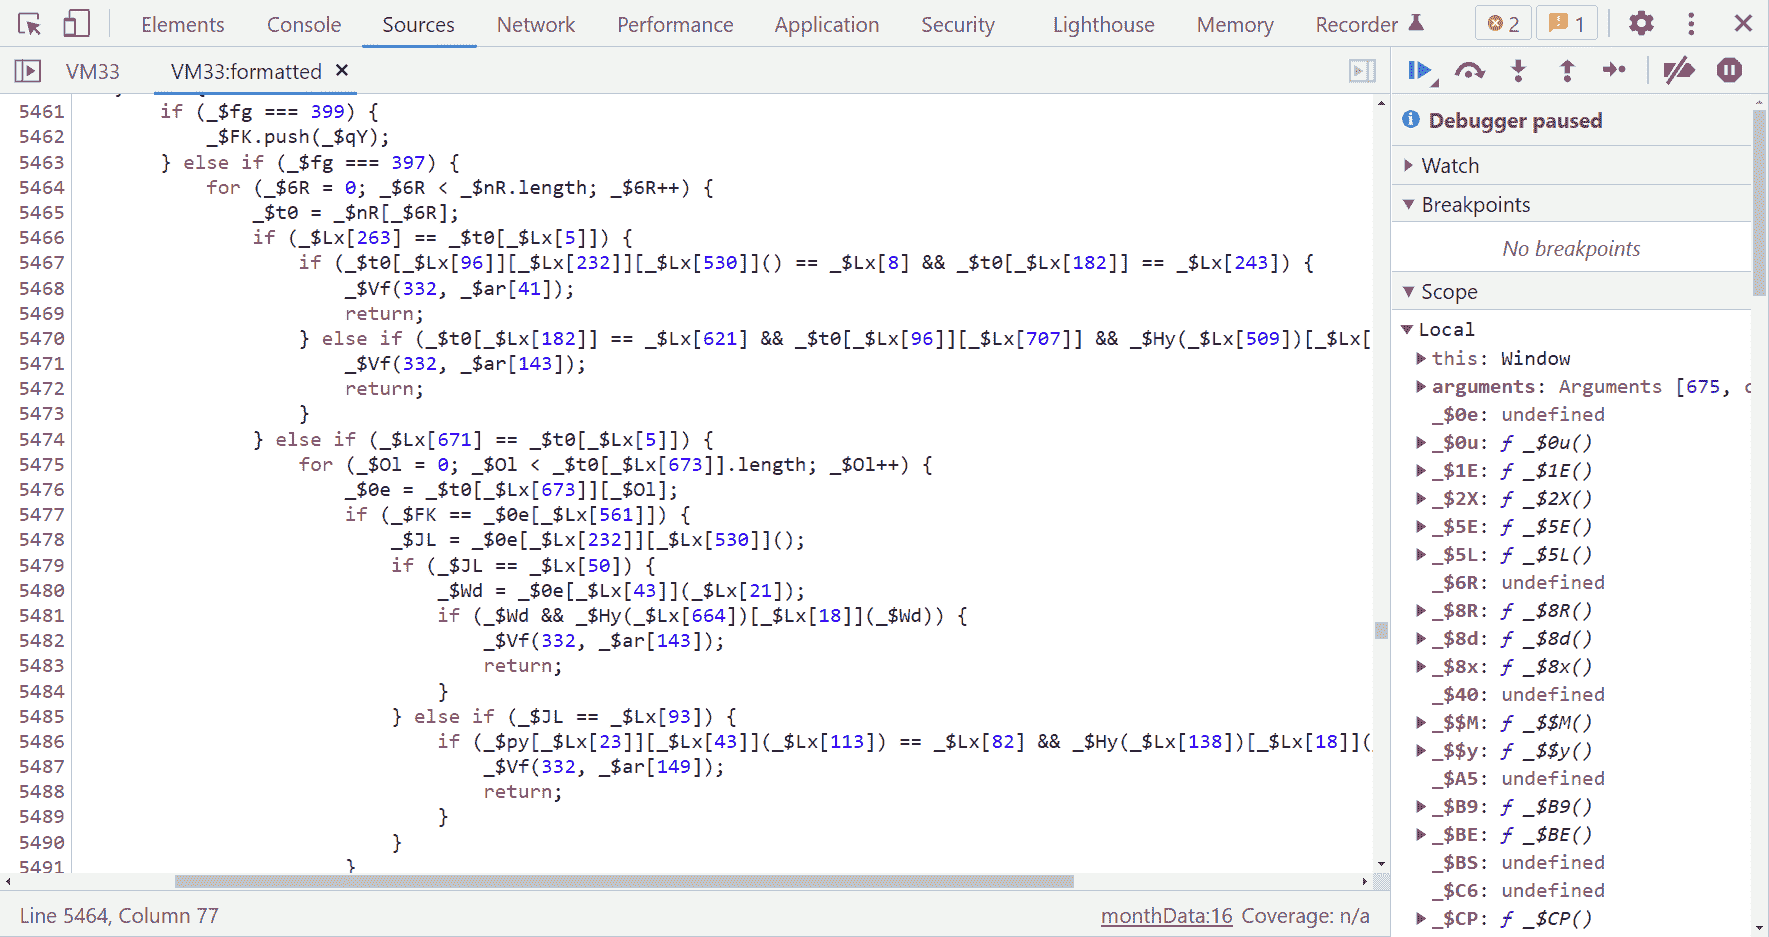 Elements Console Sources Network Performance Application Security Lighthouse Memory Recorder 2 1
VM33 VM33:formatted ×
5461 if (_$fg === 399) {
5462 _$FK.push(_$qY);
5463 } else if (_$fg === 397) {
5464 for (_$6R = 0; _$6R < _$nR.length; _$6R++) {
5465 _$t0 = _$nR[_$6R];
5466 if (_$Lx[263] == _$t0[_$Lx[5]]) {
5467 if (_$t0[_$Lx[96]][_$Lx[232]][_$Lx[530]]() == _$Lx[8] && _$t0[_$Lx[182]] == _$Lx[243]) {
5468 _$Vf(332, _$ar[41]);
5469 return;
5470 } else if (_$t0[_$Lx[182]] == _$Lx[621] && _$t0[_$Lx[96]][_$Lx[707]] && _$Hy(_$Lx[509])[_$Lx[
5471 _$Vf(332, _$ar[143]);
5472 return;
5473 }
5474 } else if (_$Lx[671] == _$t0[_$Lx[5]]) {
5475 for (_$Ol = 0; _$Ol < _$t0[_$Lx[673]].length; _$Ol++) {
5476 _$0e = _$t0[_$Lx[673]][_$Ol];
5477 if (_$FK == _$0e[_$Lx[561]]) {
5478 _$JL = _$0e[_$Lx[232]][_$Lx[530]]();
5479 if (_$JL == _$Lx[50]) {
5480 _$Wd = _$0e[_$Lx[43]](_$Lx[21]);
5481 if (_$Wd && _$Hy(_$Lx[664])[_$Lx[18]](_$Wd)) {
5482 _$Vf(332, _$ar[143]);
5483 return;
5484 }
5485 } else if (_$JL == _$Lx[93]) {
5486 if (_$py[_$Lx[23]][_$Lx[43]](_$Lx[113]) == _$Lx[82] && _$Hy(_$Lx[138])[_$Lx[18]](
5487 _$Vf(332, _$ar[149]);
5488 return;
5489 }
5490 }
5491 }
Line 5464, Column 77
monthData:16 Coverage: n/a
Debugger paused
Watch
Breakpoints
No breakpoints
Scope
Local
this: Window
arguments: Arguments [675,
_$0e: undefined
_$0u: ƒ _$0u()
_$1E: ƒ _$1E()
_$2X: ƒ _$2X()
_$5E: ƒ _$5E()
_$5L: ƒ _$5L()
_$6R: undefined
_$8R: ƒ _$8R()
_$8d: ƒ _$8d()
_$8x: ƒ _$8x()
_$40: undefined
_$$M: ƒ _$$M()
_$$y: ƒ _$$y()
_$A5: undefined
_$B9: ƒ _$B9()
_$BE: ƒ _$BE()
_$BS: undefined
_$C6: undefined
_$CP: ƒ _$CP()